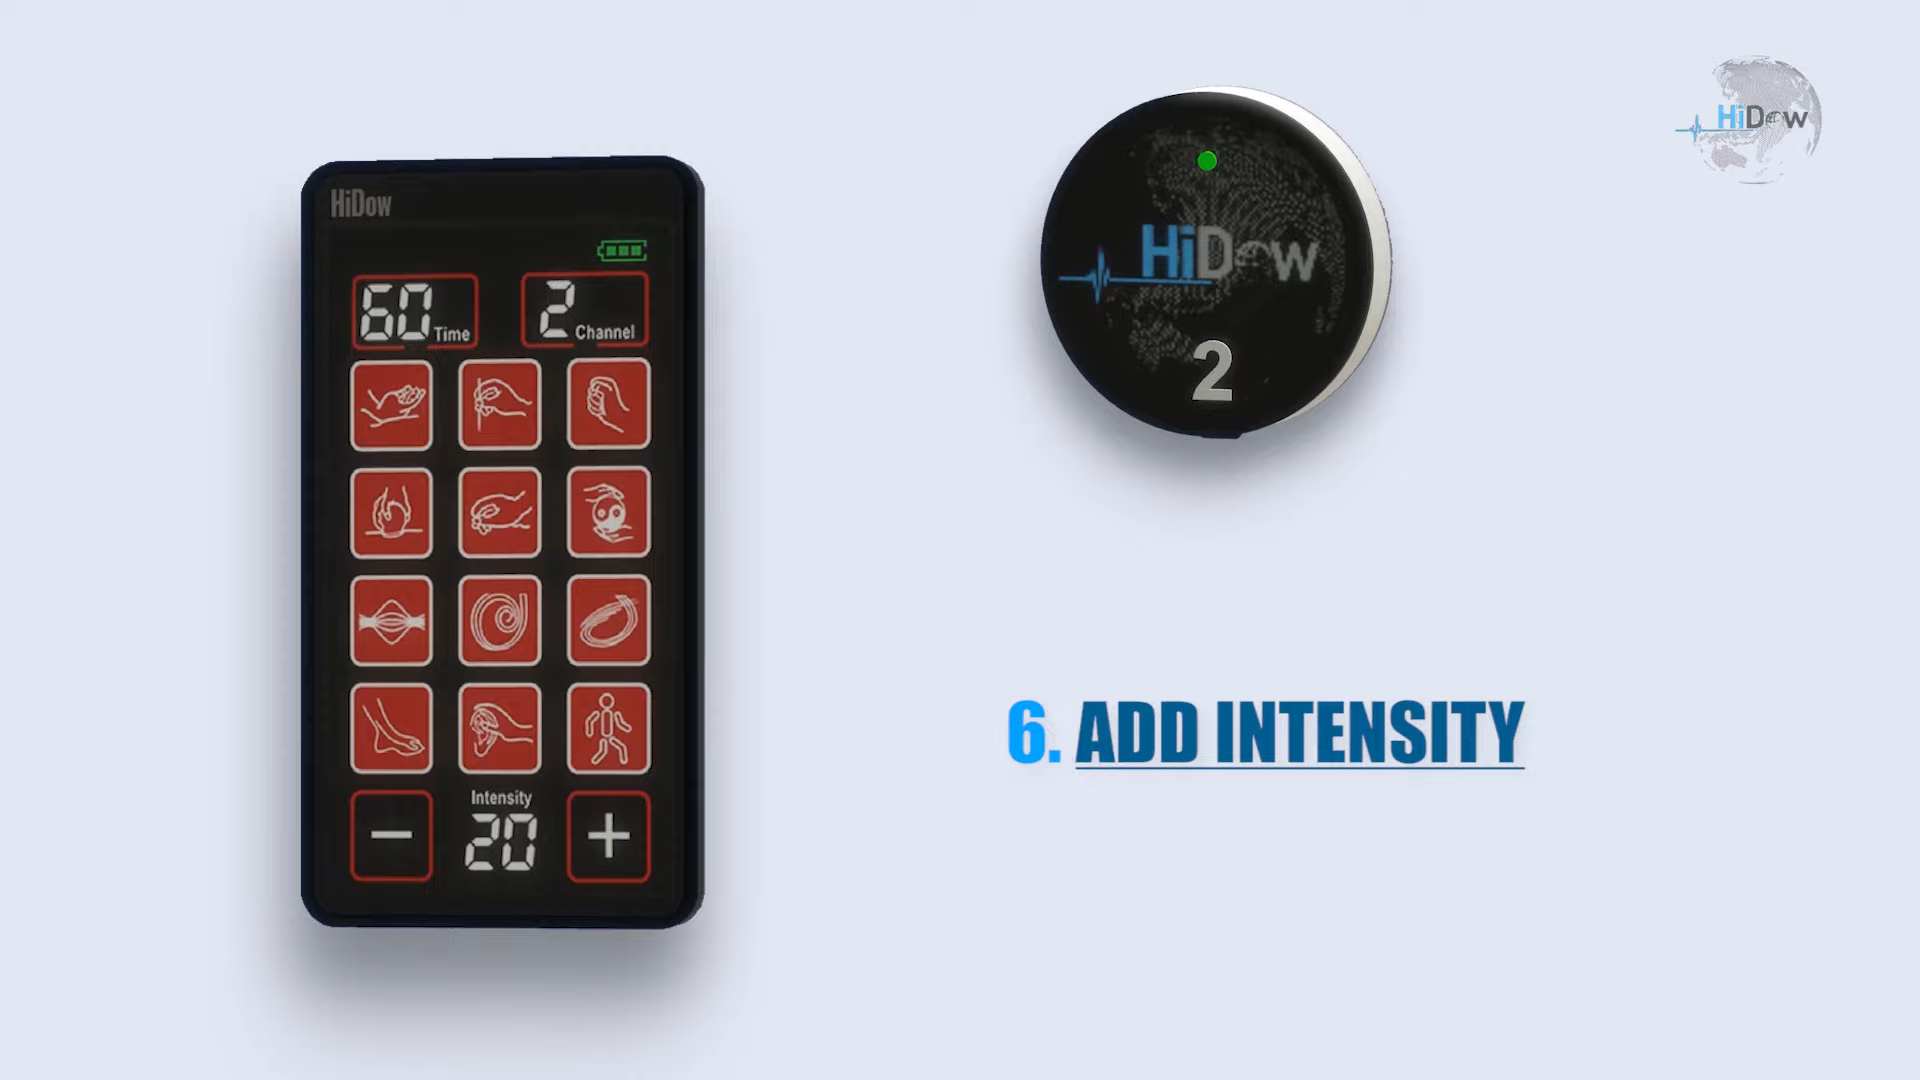 HiDow
HiDow
HiDow
60 Time
2 Channel
2
6. ADD INTENSITY
Intensity
− 20 +